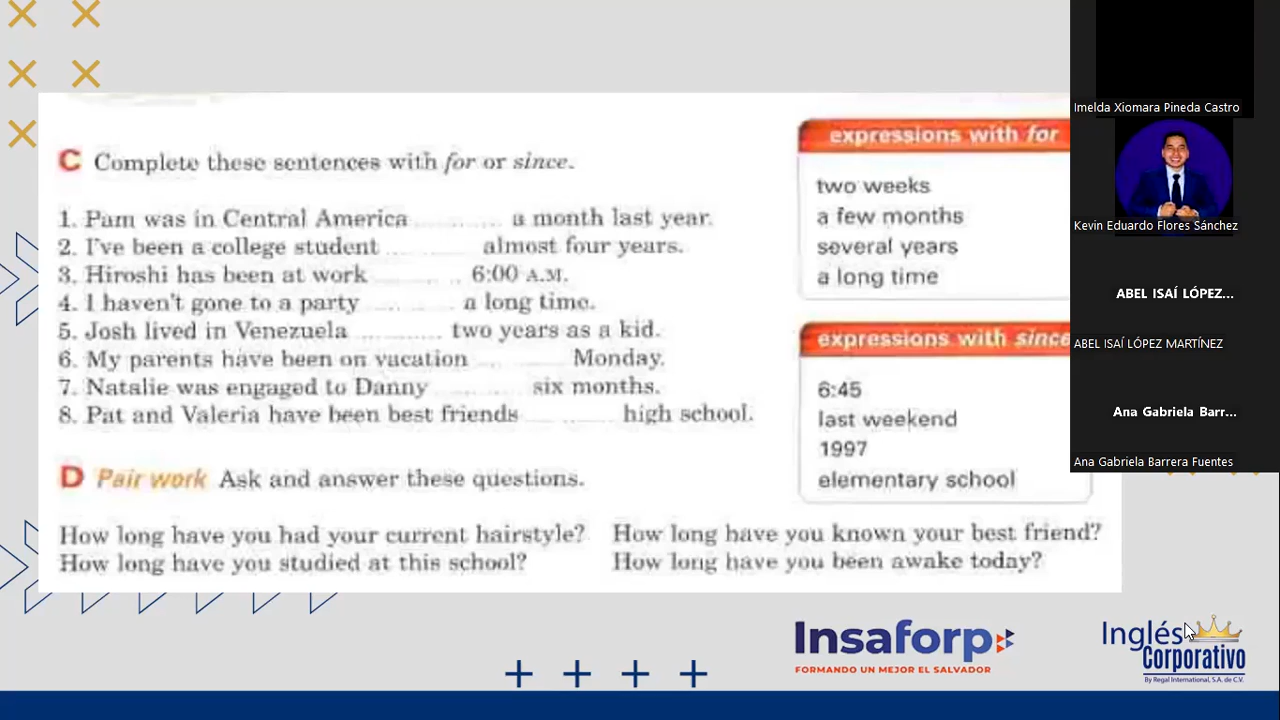 C Complete these sentences with for or since.
1. Pam was in Central America ........... a month last year.
2. I've been a college student ........... almost four years.
3. Hiroshi has been at work ........... 6:00 A.M.
4. I haven't gone to a party ........... a long time.
5. Josh lived in Venezuela ........... two years as a kid.
6. My parents have been on vacation ........... Monday.
7. Natalie was engaged to Danny ........... six months.
8. Pat and Valeria have been best friends ........... high school.
expressions with for
two weeks
a few months
several years
a long time
expressions with since
6:45
last weekend
1997
elementary school
D Pair work Ask and answer these questions.
How long have you had your current hairstyle?
How long have you studied at this school?
How long have you known your best friend?
How long have you been awake today?
Imelda Xiomara Pineda Castro
Kevin Eduardo Flores Sánchez
ABEL ISAÍ LÓPEZ...
ABEL ISAÍ LÓPEZ MARTÍNEZ
Ana Gabriela Barr...
Ana Gabriela Barrera Fuentes
Insaforp
FORMANDO UN MEJOR EL SALVADOR
Inglés
Corporativo
By Regal International, S.A. de C.V.